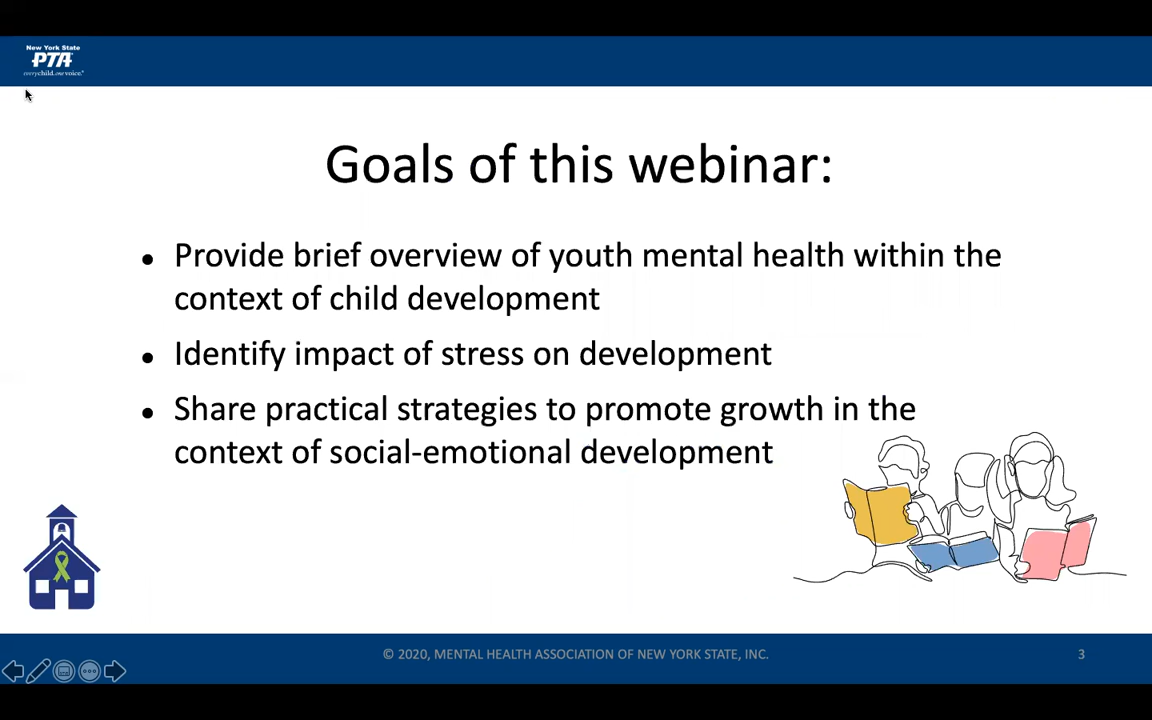 New York State
PTA
everychild.one voice.®
Goals of this webinar:
• Provide brief overview of youth mental health within the
context of child development
• Identify impact of stress on development
• Share practical strategies to promote growth in the
context of social-emotional development
© 2020, MENTAL HEALTH ASSOCIATION OF NEW YORK STATE, INC.
3